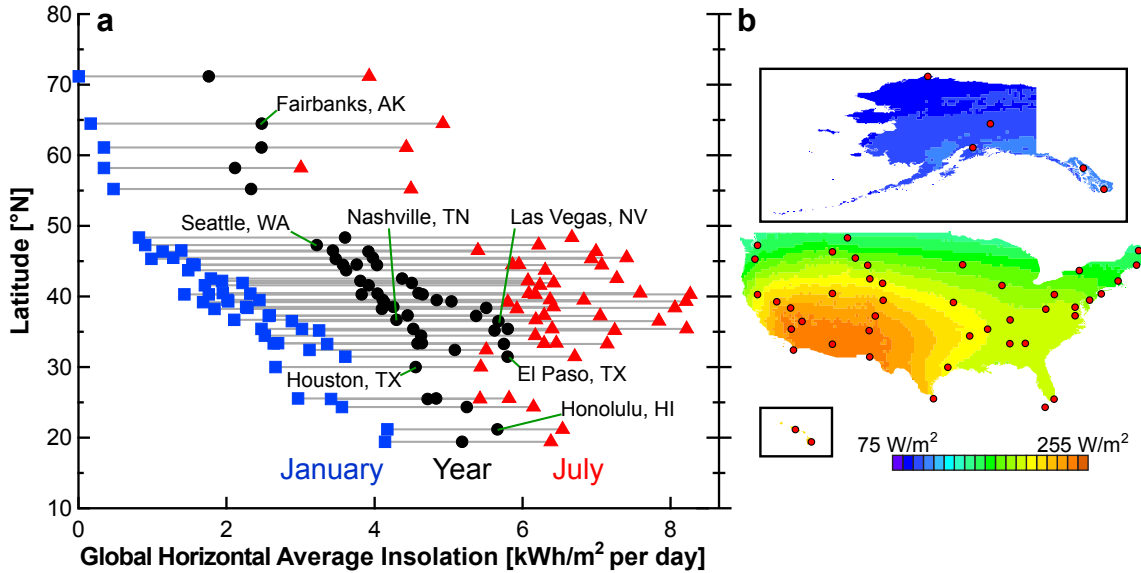 a
b
80
70
60
50
40
30
20
10
Latitude [°N]
Fairbanks, AK
Seattle, WA
Nashville, TN
Las Vegas, NV
Houston, TX
El Paso, TX
Honolulu, HI
January
Year
July
0
2
4
6
8
Global Horizontal Average Insolation [kWh/m² per day]
75 W/m²
255 W/m²